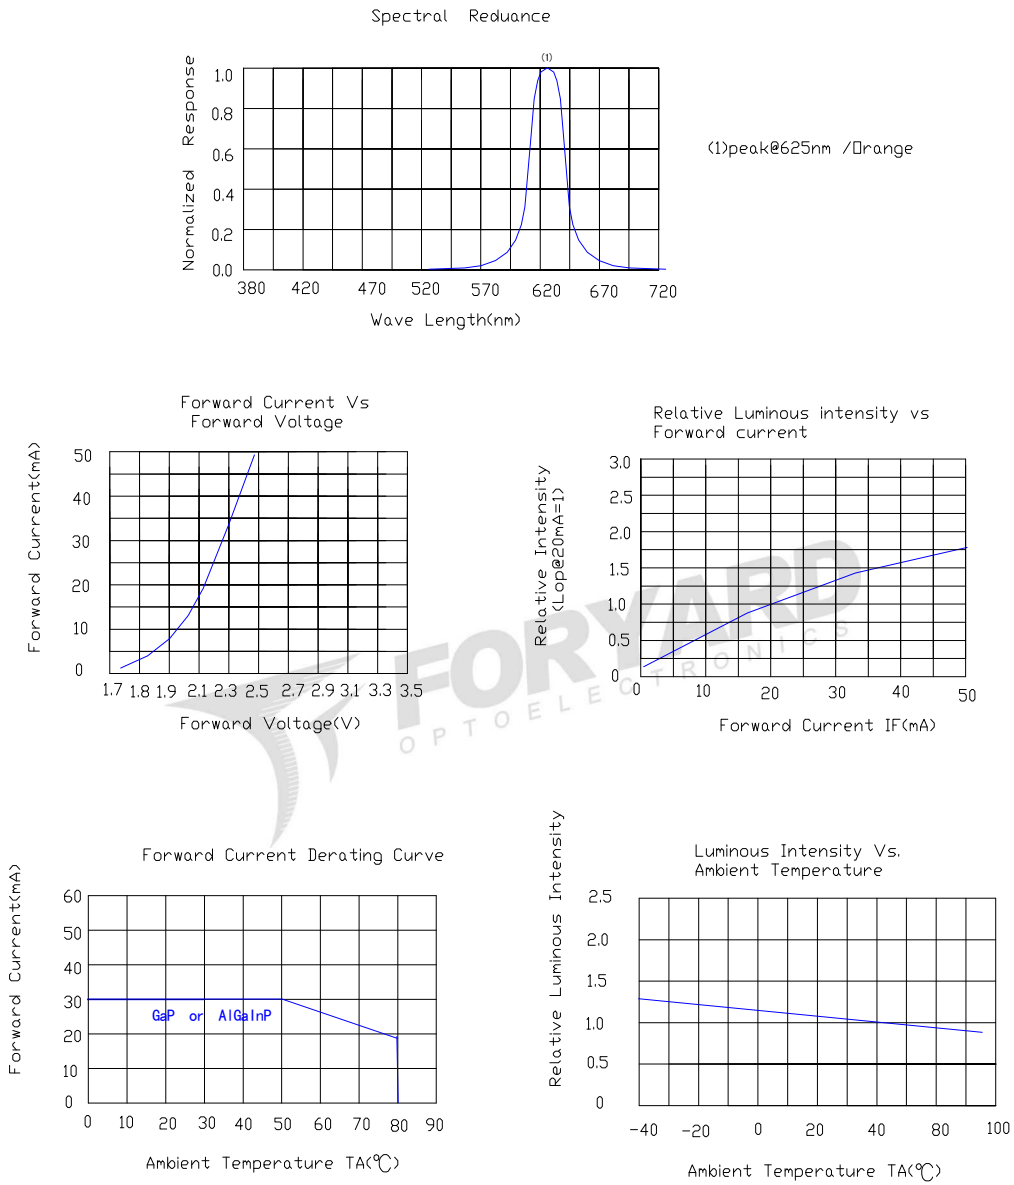 Spectral Reduance
(1)
Normalized Response
1.0
0.8
0.6
0.4
0.2
0.0
380 420 470 520 570 620 670 720
Wave Length(nm)
(1)peak@625nm /Orange
Forward Current Vs
Forward Voltage
Forward Current(mA)
50
40
30
20
10
0
1.7 1.8 1.9 2.1 2.3 2.5 2.7 2.9 3.1 3.3 3.5
Forward Voltage(V)
Relative Luminous intensity vs
Forward current
Relative Intensity
(Lop@20mA=1)
3.0
2.5
2.0
1.5
1.0
0.5
0
0 10 20 30 40 50
Forward Current IF(mA)
FORYARD
OPTOELECTRONICS
Forward Current Derating Curve
Forward Current(mA)
60
50
40
30
20
10
0
GaP or AlGaInP
0 10 20 30 40 50 60 70 80 90
Ambient Temperature TA(℃)
Luminous Intensity Vs.
Ambient Temperature
Relative Luminous Intensity
2.5
2.0
1.5
1.0
0.5
0
-40 -20 0 20 40 80 100
Ambient Temperature TA(℃)